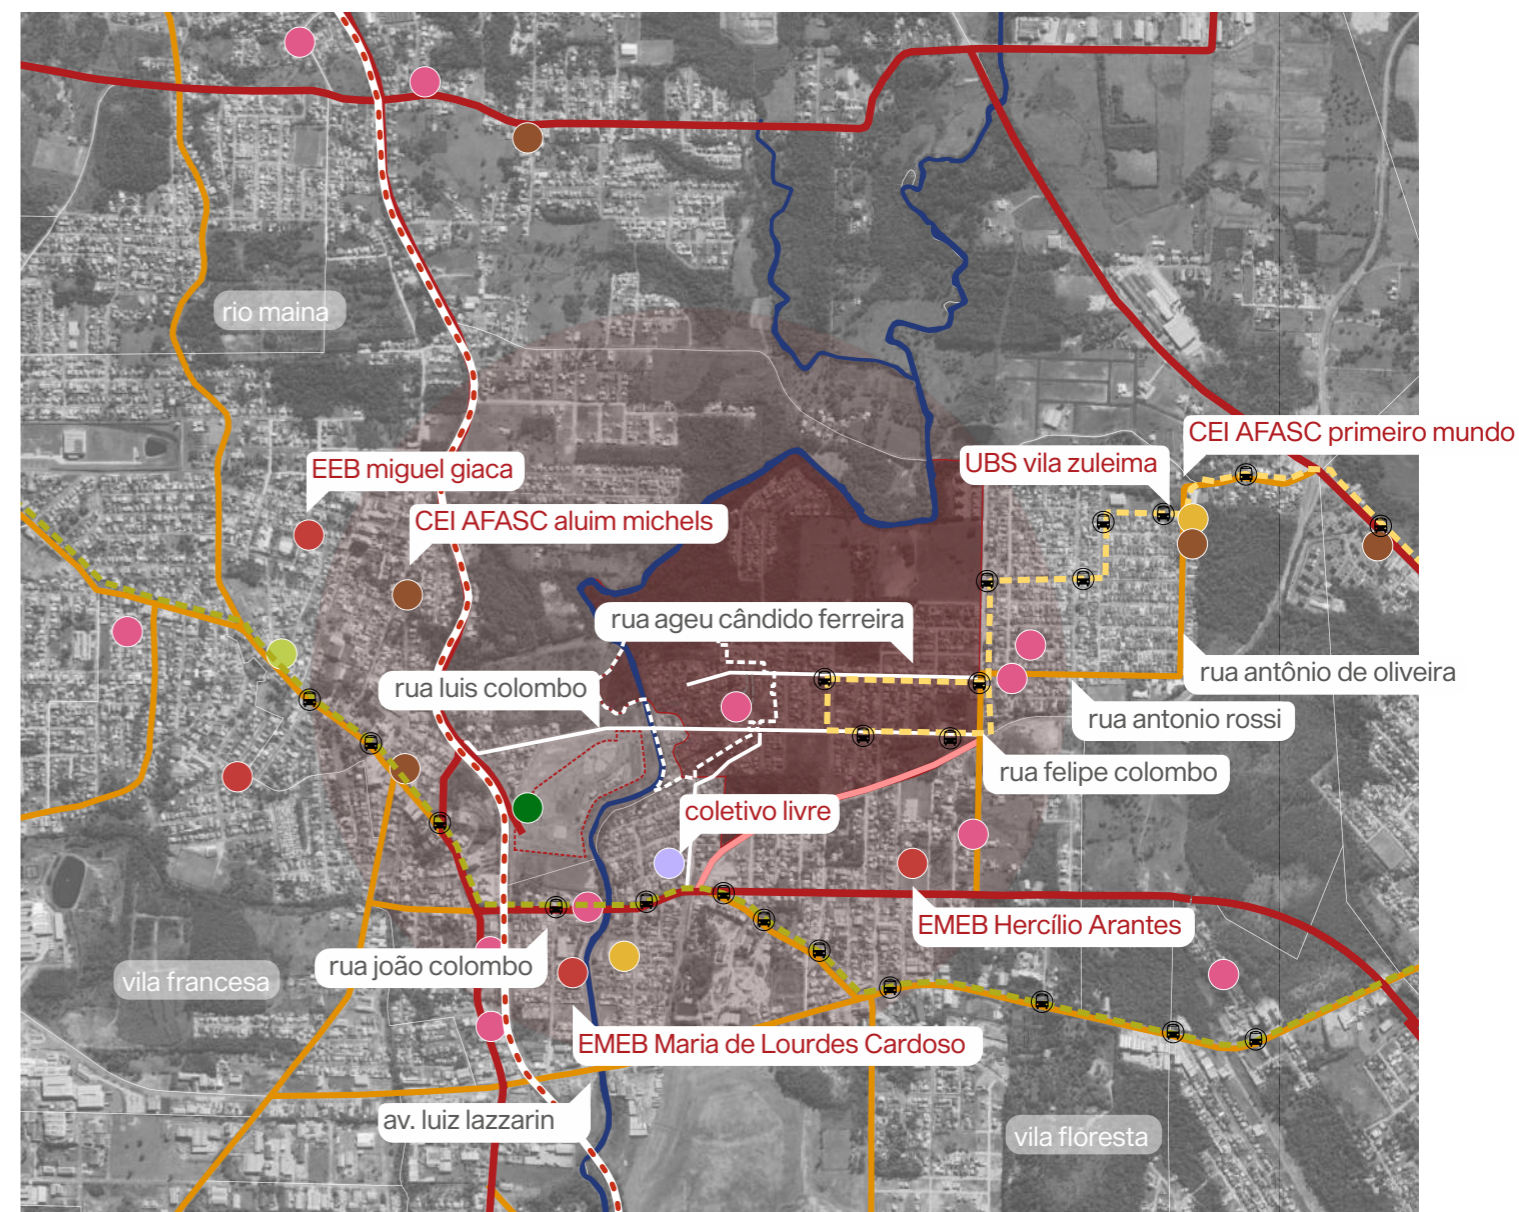 rio maina
CEI AFASC primeiro mundo
UBS vila zuleima
EEB miguel giaca
CEI AFASC aluim michels
rua ageu cândido ferreira
rua antônio de oliveira
rua luis colombo
rua antonio rossi
rua felipe colombo
coletivo livre
EMEB Hercílio Arantes
rua joão colombo
vila francesa
EMEB Maria de Lourdes Cardoso
av. luiz lazzarin
vila floresta